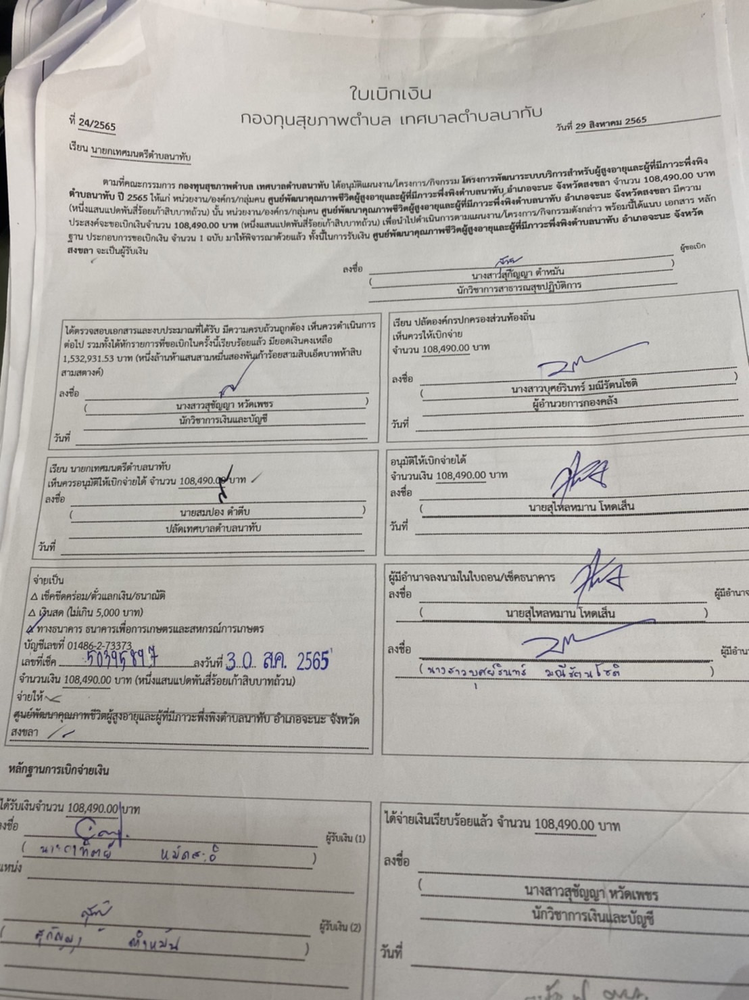 ใบเบิกเงิน
กองทุนสุขภาพตำบล เทศบาลตำบลนาทับ
ที่ 24/2565
วันที่ 29 สิงหาคม 2565
เรียน นายกเทศมนตรีตำบลนาทับ
ตามที่คณะกรรมการ กองทุนสุขภาพตำบล เทศบาลตำบลนาทับ ได้อนุมัติแผนงาน/โครงการ/กิจกรรม โครงการพัฒนาระบบบริการสำหรับผู้สูงอายุและผู้ที่มีภาวะพึ่งพิง
ตำบลนาทับ ปี 2565 ให้แก่ หน่วยงาน/องค์กร/กลุ่มคน ศูนย์พัฒนาคุณภาพชีวิตผู้สูงอายุและผู้ที่มีภาวะพึ่งพิงตำบลนาทับ อำเภอจะนะ จังหวัดสงขลา จำนวน 108,490.00 บาท
(หนึ่งแสนแปดพันสี่ร้อยเก้าสิบบาทถ้วน) นั้น หน่วยงาน/องค์กร/กลุ่มคน ศูนย์พัฒนาคุณภาพชีวิตผู้สูงอายุและผู้ที่มีภาวะพึ่งพิงตำบลนาทับ อำเภอจะนะ จังหวัดสงขลา มีความ
ประสงค์จะขอเบิกเงินจำนวน 108,490.00 บาท (หนึ่งแสนแปดพันสี่ร้อยเก้าสิบบาทถ้วน) เพื่อนำไปดำเนินการตามแผนงาน/โครงการ/กิจกรรมดังกล่าว พร้อมนี้ได้แนบ เอกสาร หลัก
ฐาน ประกอบการขอเบิกเงิน จำนวน 1 ฉบับ มาให้พิจารณาด้วยแล้ว ทั้งนี้ในการรับเงิน ศูนย์พัฒนาคุณภาพชีวิตผู้สูงอายุและผู้ที่มีภาวะพึ่งพิงตำบลนาทับ อำเภอจะนะ จังหวัด
สงขลา จะเป็นผู้รับเงิน
ลงชื่อ ผู้ขอเบิก
( นางสาวสุกัญญา ดำหมัน )
นักวิชาการสาธารณสุขปฏิบัติการ
ได้ตรวจสอบเอกสารและงบประมาณที่ได้รับ มีความครบถ้วนถูกต้อง เห็นควรดำเนินการ
ต่อไป รวมทั้งได้หักรายการที่ขอเบิกในครั้งนี้เรียบร้อยแล้ว มียอดเงินคงเหลือ
1,532,931.53 บาท (หนึ่งล้านห้าแสนสามหมื่นสองพันเก้าร้อยสามสิบเอ็ดบาทห้าสิบ
สามสตางค์)
ลงชื่อ
( นางสาวสุชัญญา หวัดเพชร )
นักวิชาการเงินและบัญชี
วันที่
เรียน ปลัดองค์กรปกครองส่วนท้องถิ่น
เห็นควรให้เบิกจ่าย
จำนวน 108,490.00 บาท
ลงชื่อ
( นางสาวบุศย์รินทร์ มณีรัตนโชติ )
ผู้อำนวยการกองคลัง
วันที่
เรียน นายกเทศมนตรีตำบลนาทับ
เห็นควรอนุมัติให้เบิกจ่ายได้ จำนวน 108,490.00 บาท
ลงชื่อ
( นายสมปอง ดำตีบ )
ปลัดเทศบาลตำบลนาทับ
วันที่
อนุมัติให้เบิกจ่ายได้
จำนวนเงิน 108,490.00 บาท
ลงชื่อ
( นายสุไหลหมาน โหดเส็น
วันที่
จ่ายเป็น
Δ เช็คขีดคร่อม/ตั๋วแลกเงิน/ธนาณัติ
Δ เงินสด (ไม่เกิน 5,000 บาท)
Δ ทางธนาคาร ธนาคารเพื่อการเกษตรและสหกรณ์การเกษตร
บัญชีเลขที่ 01486-2-73373
เลขที่เช็ค 50395897 ลงวันที่ 30 ส.ค. 2565
จำนวนเงิน 108,490.00 บาท (หนึ่งแสนแปดพันสี่ร้อยเก้าสิบบาทถ้วน)
จ่ายให้
ศูนย์พัฒนาคุณภาพชีวิตผู้สูงอายุและผู้ที่มีภาวะพึ่งพิงตำบลนาทับ อำเภอจะนะ จังหวัด
สงขลา
ผู้มีอำนาจลงนามในใบถอน/เช็คธนาคาร
ลงชื่อ ผู้มีอำนาจ
( นายสุไหลหมาน โหดเส็น )
ลงชื่อ ผู้มีอำนา
( นางสาวบุศย์รินทร์ มณีรัตนโชติ )
หลักฐานการเบิกจ่ายเงิน
ได้รับเงินจำนวน 108,490.00 บาท
ลงชื่อ ผู้รับเงิน (1)
หมัดสะอิ )
แหน่ง
ผู้รับเงิน (2)
( สุกัญญา ดำหมัน )
ได้จ่ายเงินเรียบร้อยแล้ว จำนวน 108,490.00 บาท
ลงชื่อ
( นางสาวสุชัญญา หวัดเพชร
นักวิชาการเงินและบัญชี
วันที่